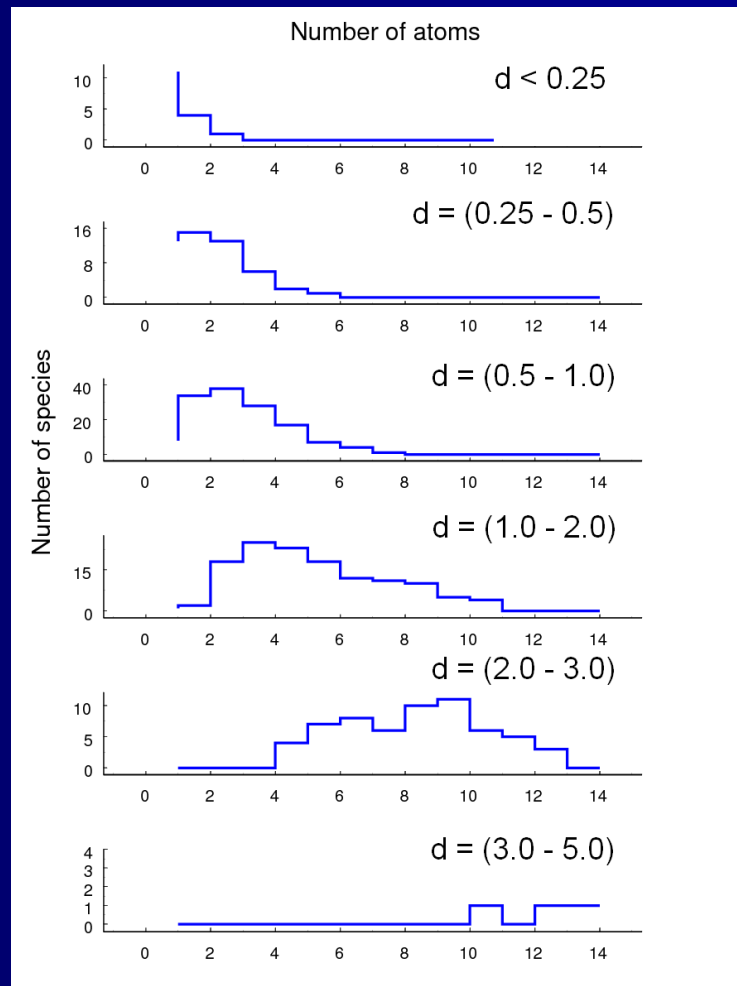 Number of atoms
d < 0.25
10
5
0
0 2 4 6 8 10 12 14
d = (0.25 - 0.5)
16
8
0
0 2 4 6 8 10 12 14
Number of species
d = (0.5 - 1.0)
40
20
0
0 2 4 6 8 10 12 14
d = (1.0 - 2.0)
15
0
0 2 4 6 8 10 12 14
d = (2.0 - 3.0)
10
5
0
0 2 4 6 8 10 12 14
d = (3.0 - 5.0)
4
3
2
1
0
0 2 4 6 8 10 12 14